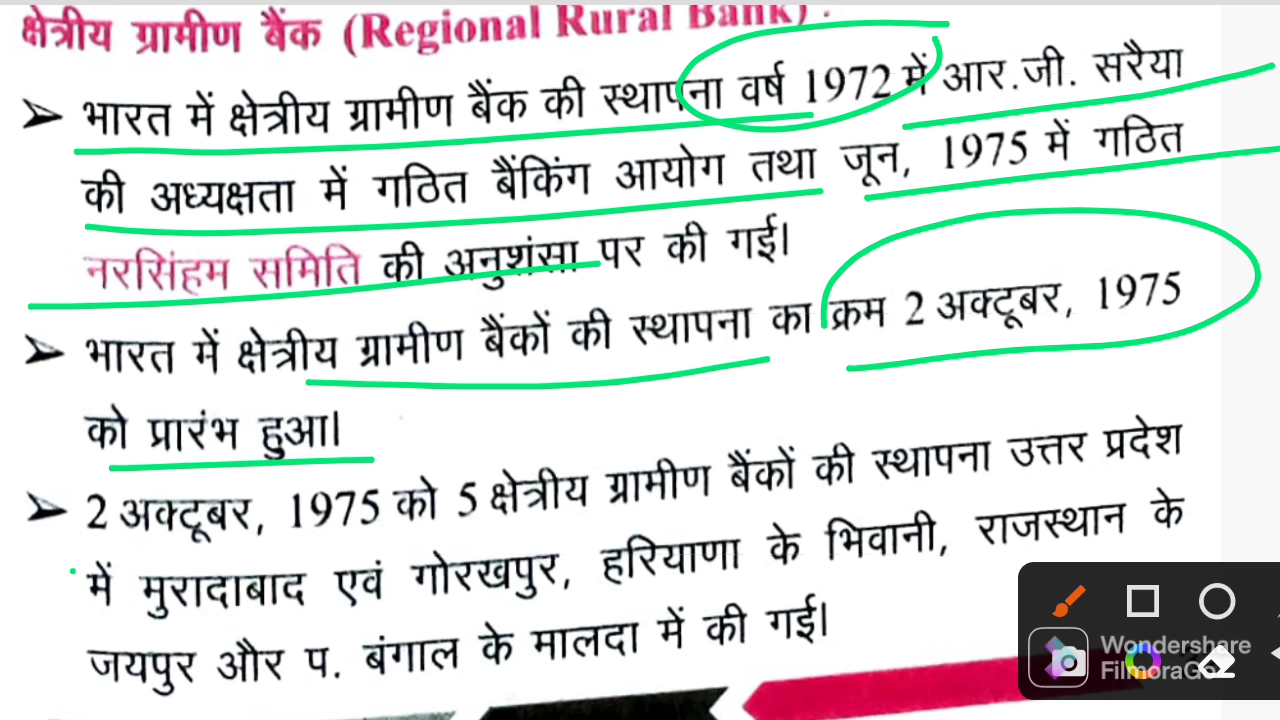 क्षेत्रीय ग्रामीण बैंक (Regional Rural Bank) :
➢ भारत में क्षेत्रीय ग्रामीण बैंक की स्थापना वर्ष 1972 में आर.जी. सरैया
की अध्यक्षता में गठित बैंकिंग आयोग तथा जून, 1975 में गठित
नरसिंहम समिति की अनुशंसा पर की गई।
➢ भारत में क्षेत्रीय ग्रामीण बैंकों की स्थापना का क्रम 2 अक्टूबर, 1975
को प्रारंभ हुआ।
➢ 2 अक्टूबर, 1975 को 5 क्षेत्रीय ग्रामीण बैंकों की स्थापना उत्तर प्रदेश
में मुरादाबाद एवं गोरखपुर, हरियाणा के भिवानी, राजस्थान के
जयपुर और प. बंगाल के मालदा में की गई।
Wondershare
FilmoraGo